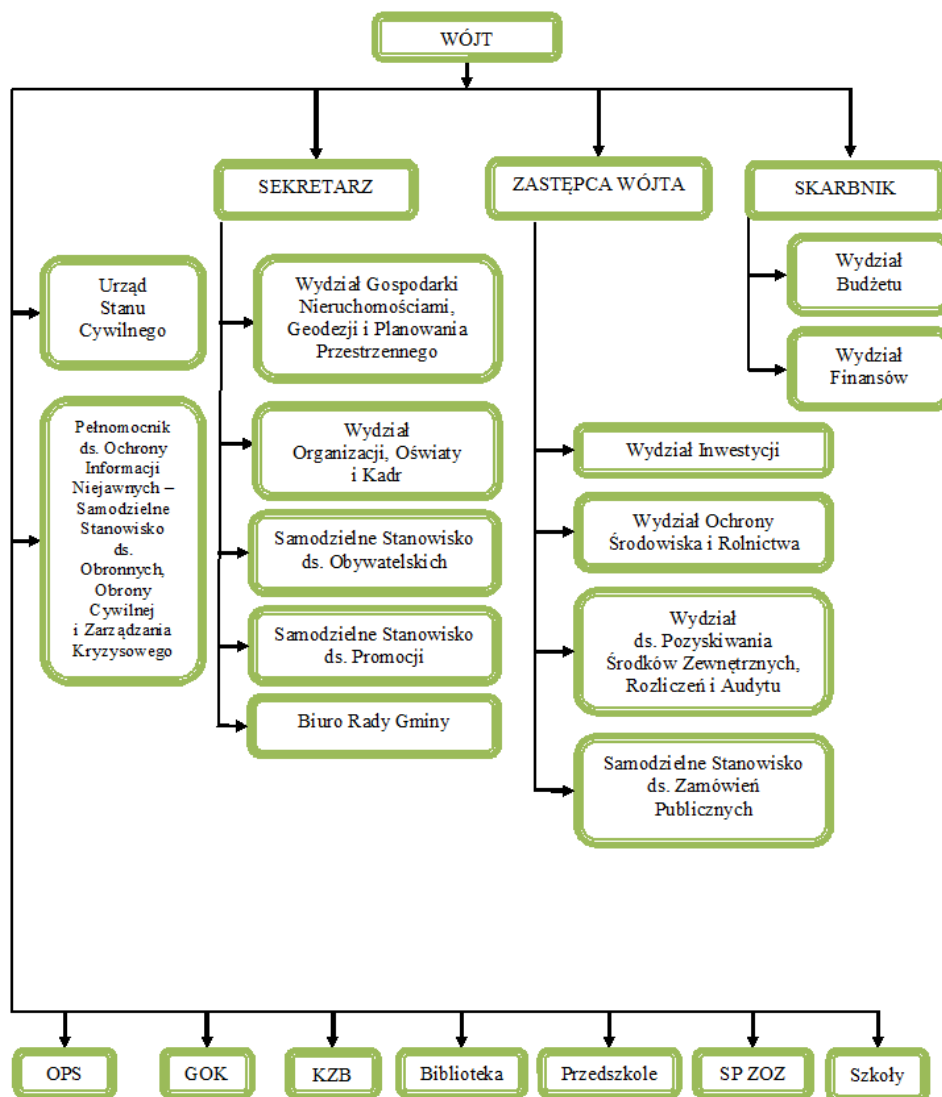 WÓJT
SEKRETARZ
ZASTĘPCA WÓJTA
SKARBNIK
Urząd
Stanu
Cywilnego
Pełnomocnik
ds. Ochrony
Informacji
Niejawnych –
Samodzielne
Stanowisko
ds.
Obronnych,
Obrony
Cywilnej
i Zarządzania
Kryzysowego
Wydział Gospodarki
Nieruchomościami,
Geodezji i Planowania
Przestrzennego
Wydział
Organizacji, Oświaty
i Kadr
Samodzielne Stanowisko
ds. Obywatelskich
Samodzielne Stanowisko
ds. Promocji
Biuro Rady Gminy
Wydział Inwestycji
Wydział Ochrony
Środowiska i Rolnictwa
Wydział
ds. Pozyskiwania
Środków Zewnętrznych,
Rozliczeń i Audytu
Samodzielne Stanowisko
ds. Zamówień
Publicznych
Wydział
Budżetu
Wydział
Finansów
OPS
GOK
KZB
Biblioteka
Przedszkole
SP ZOZ
Szkoły